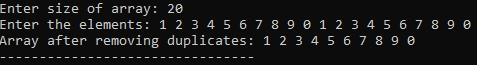 Enter size of array: 20
Enter the elements: 1 2 3 4 5 6 7 8 9 0 1 2 3 4 5 6 7 8 9 0
Array after removing duplicates: 1 2 3 4 5 6 7 8 9 0
--------------------------------